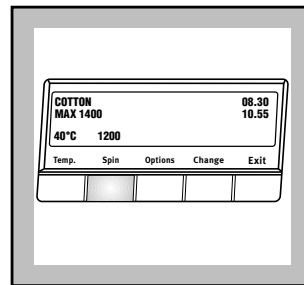 COTTON 08.30
MAX 1400 10.55
40°C 1200
Temp. Spin Options Change Exit